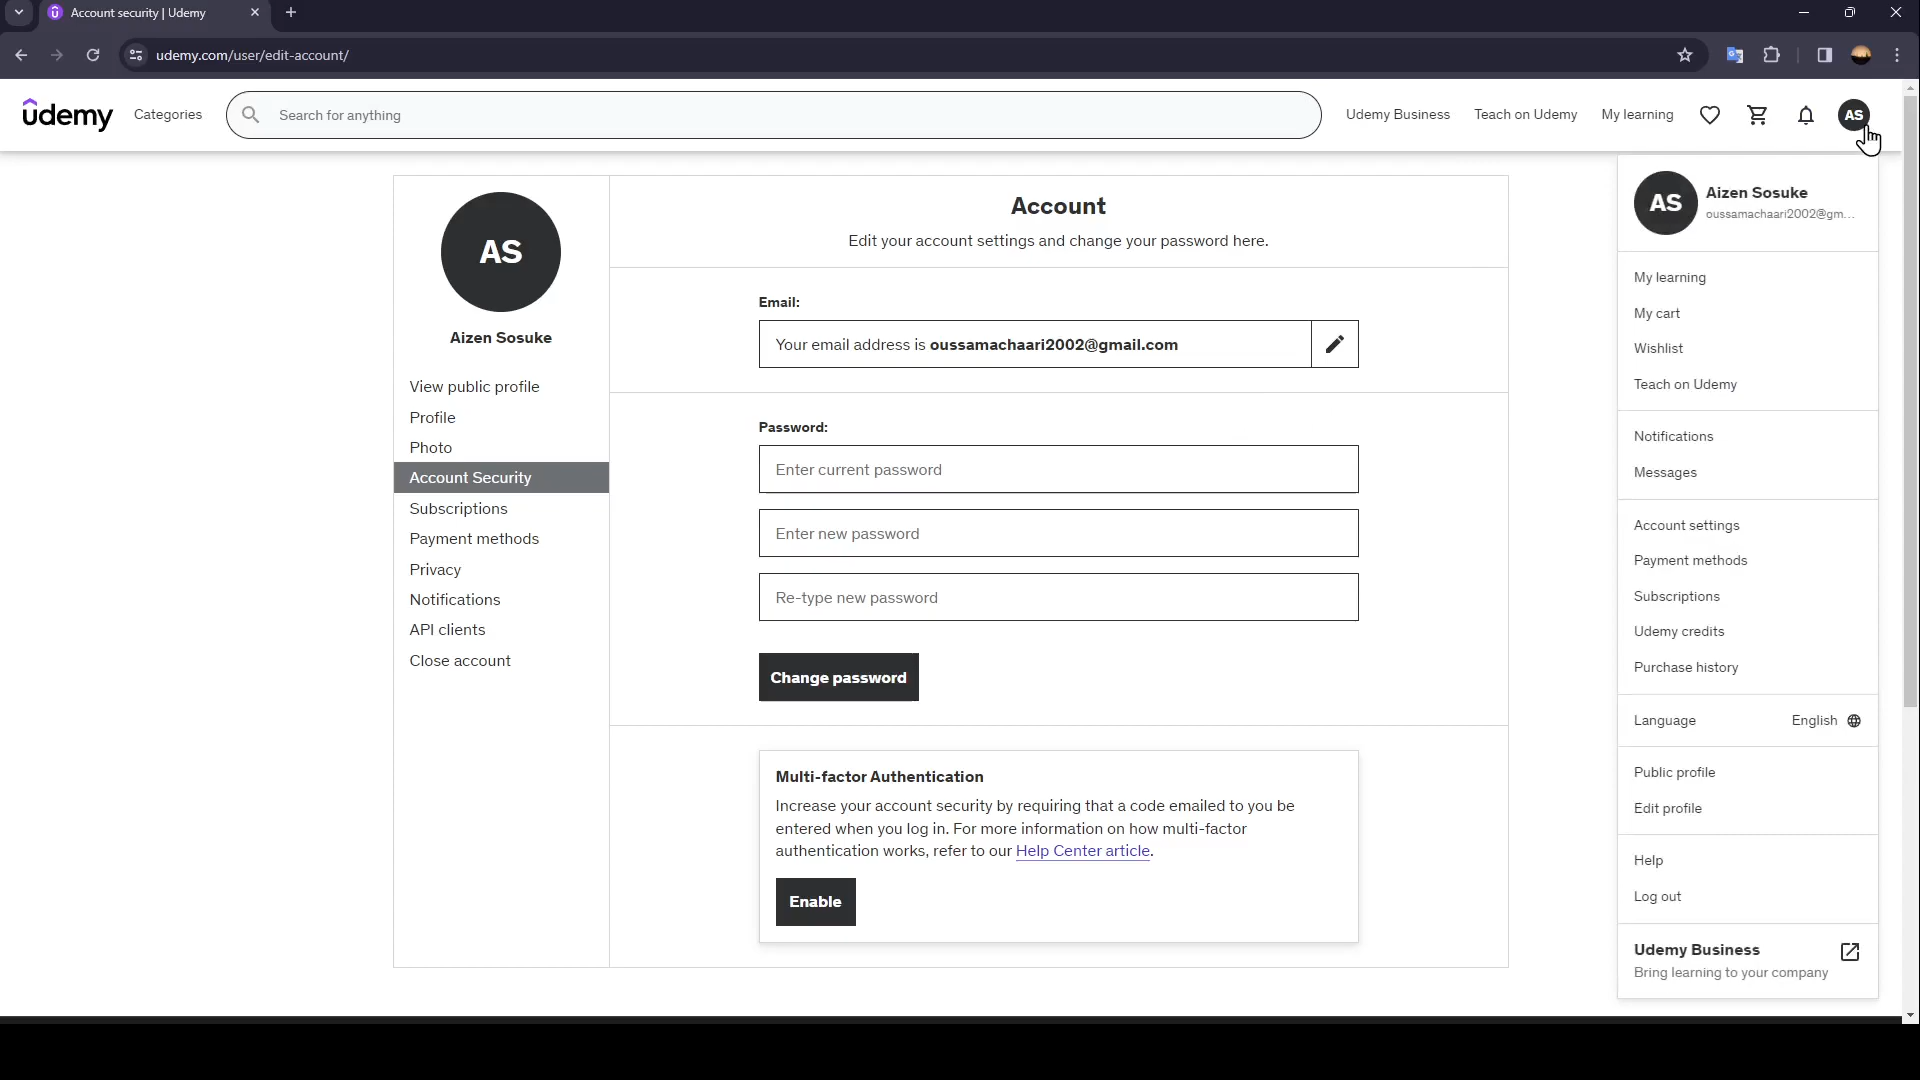 Account security | Udemy
udemy.com/user/edit-account/
udemy
Categories
Search for anything
Udemy Business
Teach on Udemy
My learning
AS
AS
Aizen Sosuke
View public profile
Profile
Photo
Account Security
Subscriptions
Payment methods
Privacy
Notifications
API clients
Close account
Account
Edit your account settings and change your password here.
Email:
Your email address is oussamachaari2002@gmail.com
Password:
Enter current password
Enter new password
Re-type new password
Change password
Multi-factor Authentication
Increase your account security by requiring that a code emailed to you be
entered when you log in. For more information on how multi-factor
authentication works, refer to our Help Center article.
Enable
AS
Aizen Sosuke
oussamachaari2002@gm...
My learning
My cart
Wishlist
Teach on Udemy
Notifications
Messages
Account settings
Payment methods
Subscriptions
Udemy credits
Purchase history
Language
English
Public profile
Edit profile
Help
Log out
Udemy Business
Bring learning to your company